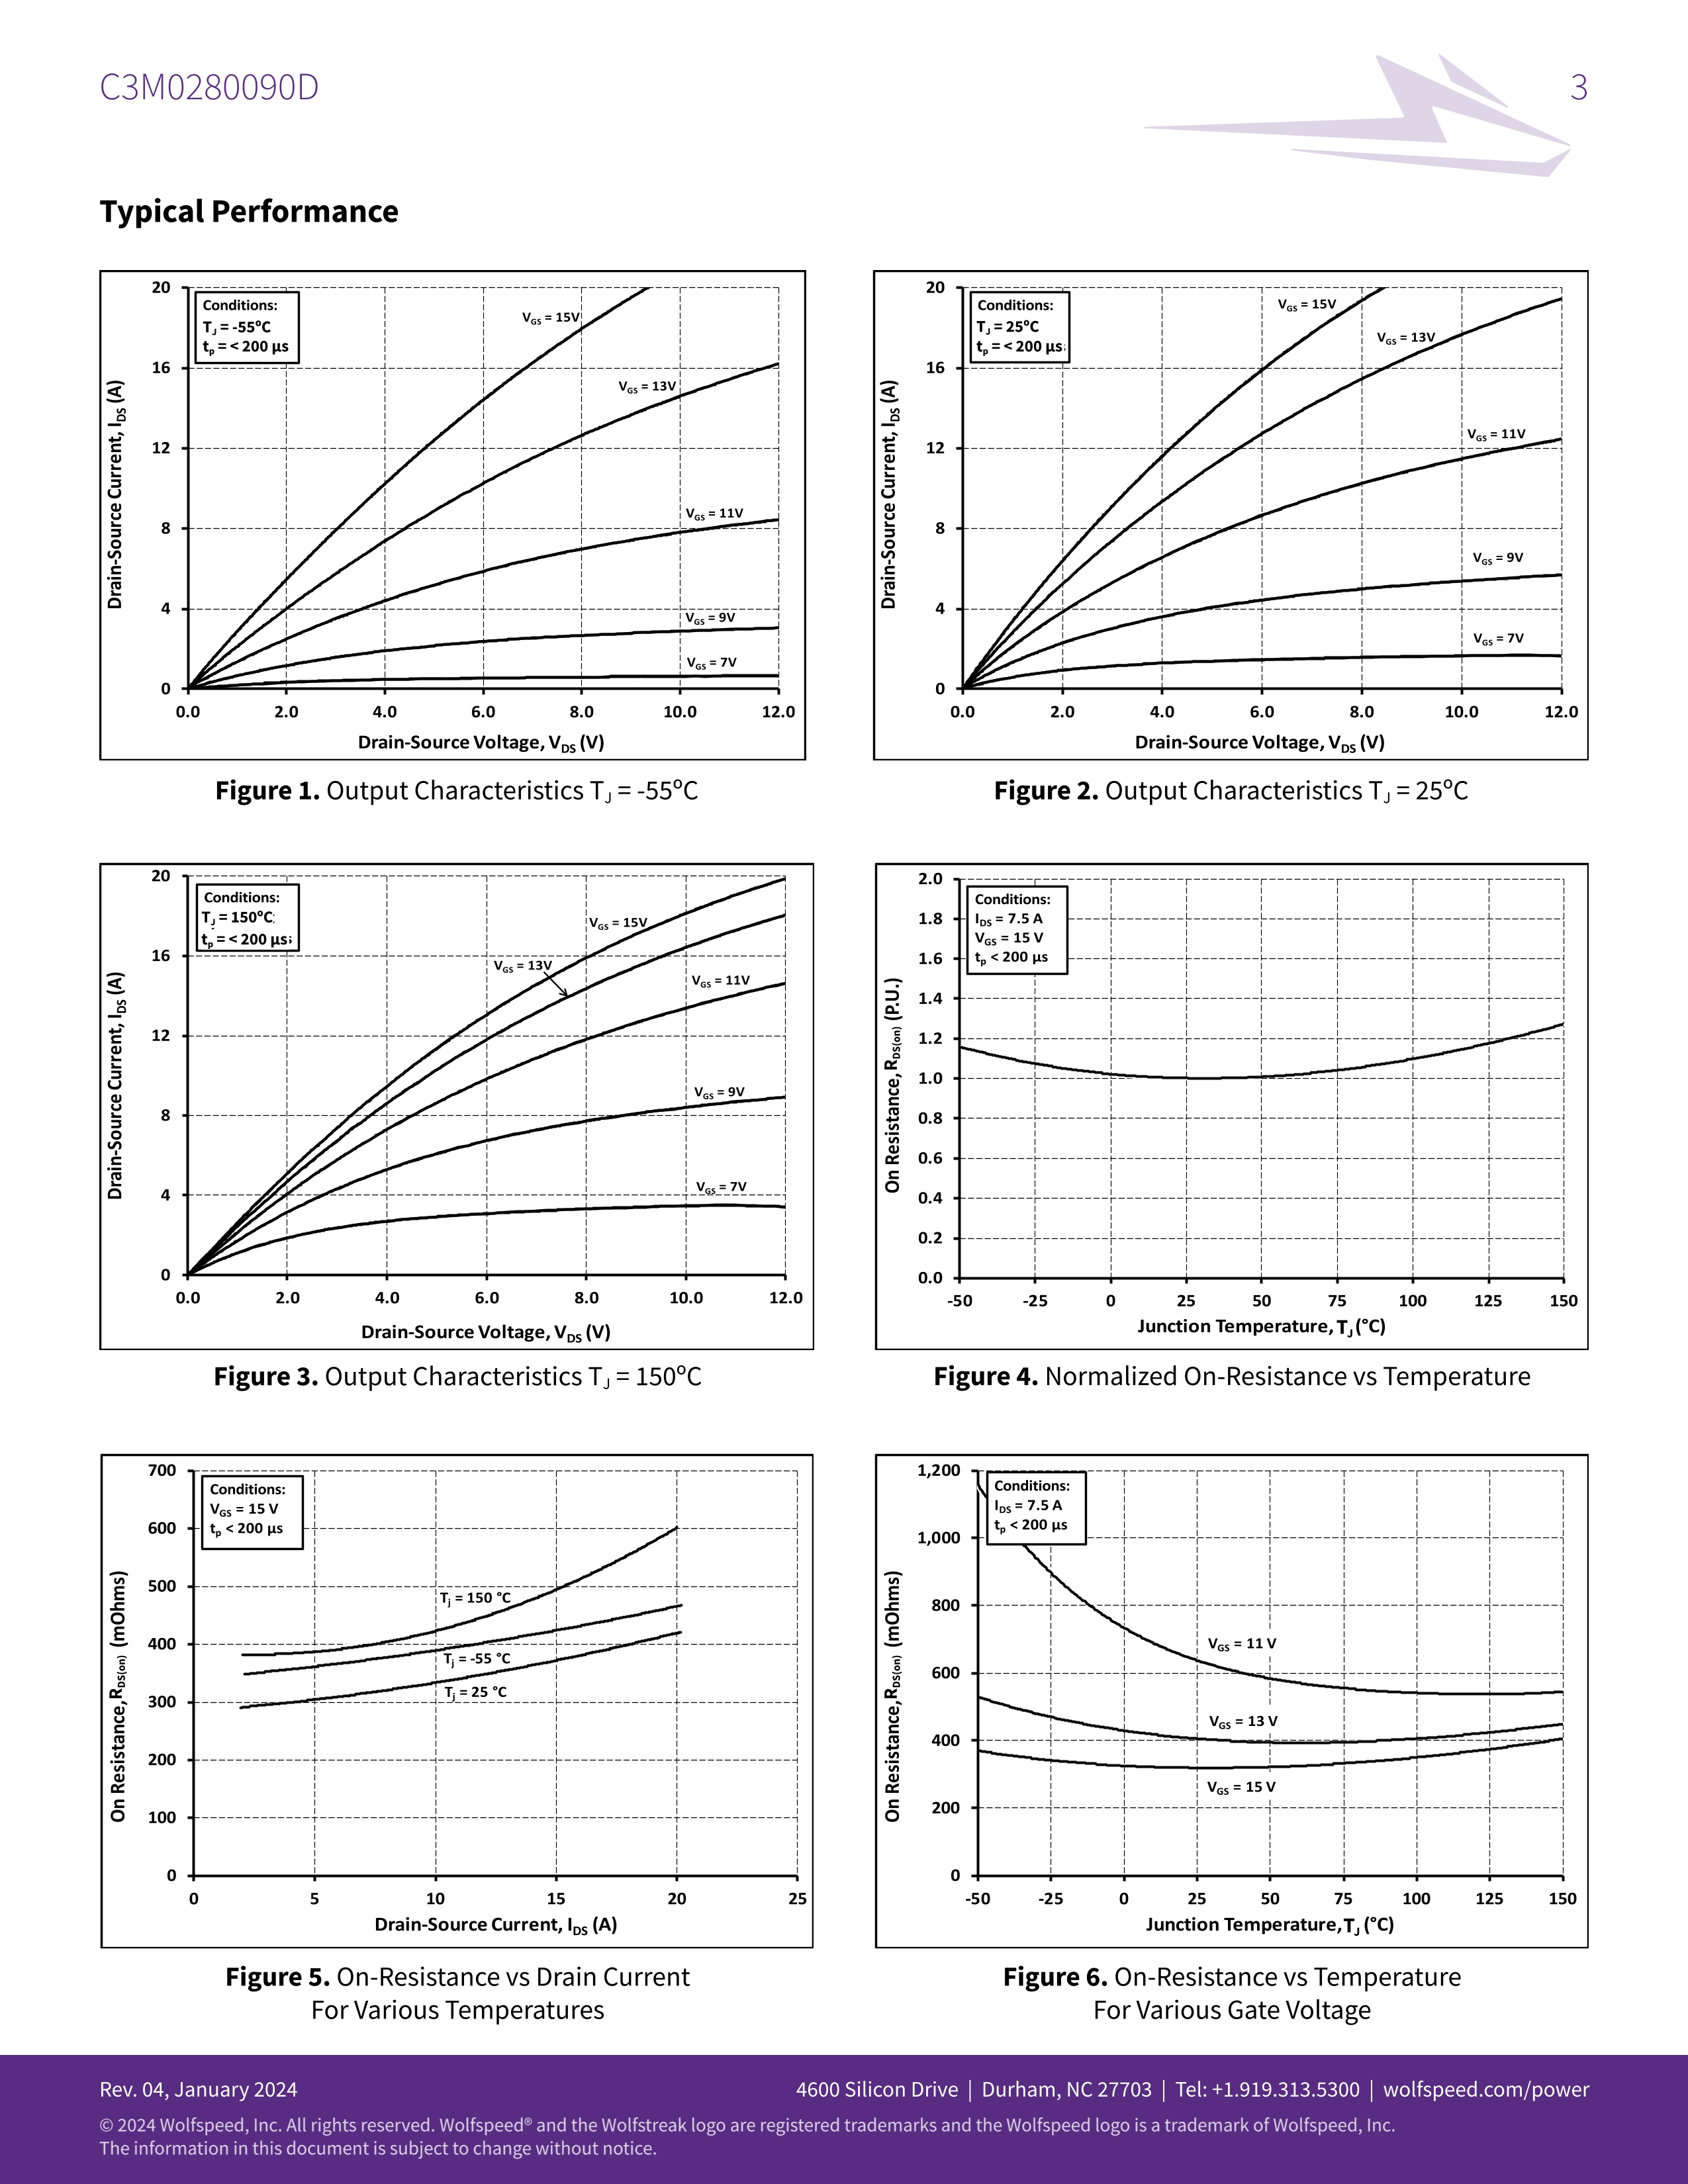 C3M0280090D
3
Typical Performance
20
16
12
8
4
0
0.0 2.0 4.0 6.0 8.0 10.0 12.0
Drain-Source Current, IDS (A)
Drain-Source Voltage, VDS (V)
Conditions:
TJ = -55°C
tp = < 200 µs
VGS = 15V
VGS = 13V
VGS = 11V
VGS = 9V
VGS = 7V
Figure 1. Output Characteristics TJ = -55°C
20
16
12
8
4
0
0.0 2.0 4.0 6.0 8.0 10.0 12.0
Drain-Source Current, IDS (A)
Drain-Source Voltage, VDS (V)
Conditions:
TJ = 25°C
tp = < 200 µs
VGS = 15V
VGS = 13V
VGS = 11V
VGS = 9V
VGS = 7V
Figure 2. Output Characteristics TJ = 25°C
20
16
12
8
4
0
0.0 2.0 4.0 6.0 8.0 10.0 12.0
Drain-Source Current, IDS (A)
Drain-Source Voltage, VDS (V)
Conditions:
TJ = 150°C
tp = < 200 µs
VGS = 15V
VGS = 13V
VGS = 11V
VGS = 9V
VGS = 7V
Figure 3. Output Characteristics TJ = 150°C
2.0
1.8
1.6
1.4
1.2
1.0
0.8
0.6
0.4
0.2
0.0
-50 -25 0 25 50 75 100 125 150
On Resistance, RDS(on) (P.U.)
Junction Temperature, TJ (°C)
Conditions:
IDS = 7.5 A
VGS = 15 V
tp < 200 µs
Figure 4. Normalized On-Resistance vs Temperature
700
600
500
400
300
200
100
0
0 5 10 15 20 25
On Resistance, RDS(on) (mOhms)
Drain-Source Current, IDS (A)
Conditions:
VGS = 15 V
tp < 200 µs
Tj = 150 °C
Tj = -55 °C
Tj = 25 °C
Figure 5. On-Resistance vs Drain Current
For Various Temperatures
1,200
1,000
800
600
400
200
0
-50 -25 0 25 50 75 100 125 150
On Resistance, RDS(on) (mOhms)
Junction Temperature, TJ (°C)
Conditions:
IDS = 7.5 A
tp < 200 µs
VGS = 11 V
VGS = 13 V
VGS = 15 V
Figure 6. On-Resistance vs Temperature
For Various Gate Voltage
Rev. 04, January 2024
4600 Silicon Drive | Durham, NC 27703 | Tel: +1.919.313.5300 | wolfspeed.com/power
© 2024 Wolfspeed, Inc. All rights reserved. Wolfspeed® and the Wolfstreak logo are registered trademarks and the Wolfspeed logo is a trademark of Wolfspeed, Inc.
The information in this document is subject to change without notice.